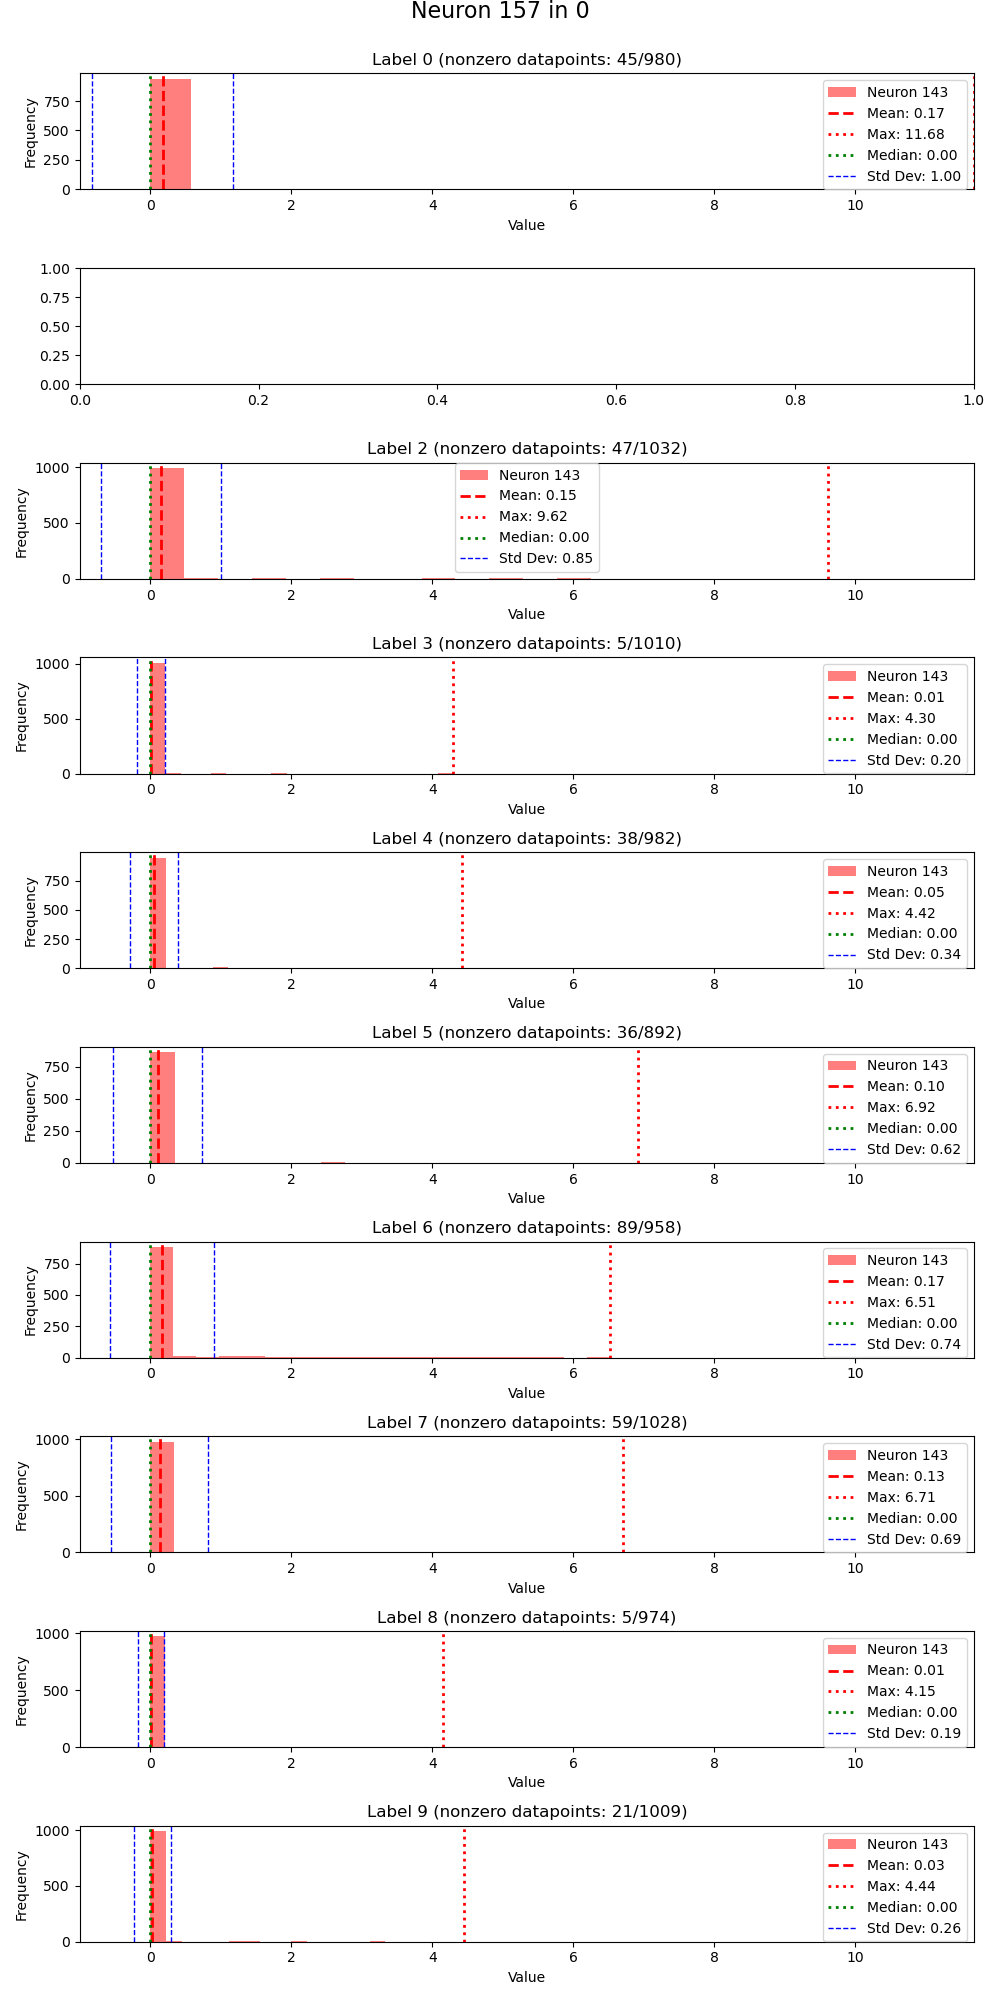 Neuron 157 in 0
Label 0 (nonzero datapoints: 45/980)
Frequency
750
500
250
0
Neuron 143
Mean: 0.17
Max: 11.68
Median: 0.00
Std Dev: 1.00
0 2 4 6 8 10
Value
1.00
0.75
0.50
0.25
0.00
0.0 0.2 0.4 0.6 0.8 1.0
Label 2 (nonzero datapoints: 47/1032)
Frequency
1000
500
0
Neuron 143
Mean: 0.15
Max: 9.62
Median: 0.00
Std Dev: 0.85
0 2 4 6 8 10
Value
Label 3 (nonzero datapoints: 5/1010)
Frequency
1000
500
0
Neuron 143
Mean: 0.01
Max: 4.30
Median: 0.00
Std Dev: 0.20
0 2 4 6 8 10
Value
Label 4 (nonzero datapoints: 38/982)
Frequency
750
500
250
0
Neuron 143
Mean: 0.05
Max: 4.42
Median: 0.00
Std Dev: 0.34
0 2 4 6 8 10
Value
Label 5 (nonzero datapoints: 36/892)
Frequency
750
500
250
0
Neuron 143
Mean: 0.10
Max: 6.92
Median: 0.00
Std Dev: 0.62
0 2 4 6 8 10
Value
Label 6 (nonzero datapoints: 89/958)
Frequency
750
500
250
0
Neuron 143
Mean: 0.17
Max: 6.51
Median: 0.00
Std Dev: 0.74
0 2 4 6 8 10
Value
Label 7 (nonzero datapoints: 59/1028)
Frequency
1000
500
0
Neuron 143
Mean: 0.13
Max: 6.71
Median: 0.00
Std Dev: 0.69
0 2 4 6 8 10
Value
Label 8 (nonzero datapoints: 5/974)
Frequency
1000
500
0
Neuron 143
Mean: 0.01
Max: 4.15
Median: 0.00
Std Dev: 0.19
0 2 4 6 8 10
Value
Label 9 (nonzero datapoints: 21/1009)
Frequency
1000
500
0
Neuron 143
Mean: 0.03
Max: 4.44
Median: 0.00
Std Dev: 0.26
0 2 4 6 8 10
Value